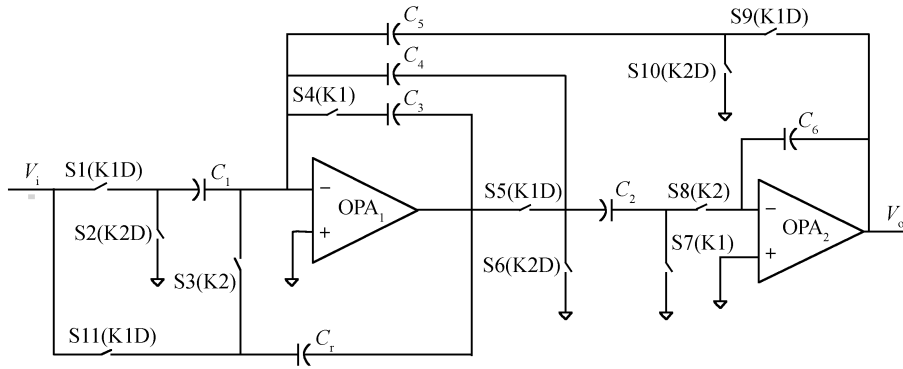 C5
S9(K1D)
C4
S10(K2D)
S4(K1)
C3
C6
Vi
S1(K1D)
C1
−
OPA1
+
S5(K1D)
C2
S8(K2)
−
OPA2
+
Vo
S2(K2D)
S3(K2)
S6(K2D)
S7(K1)
S11(K1D)
Cr